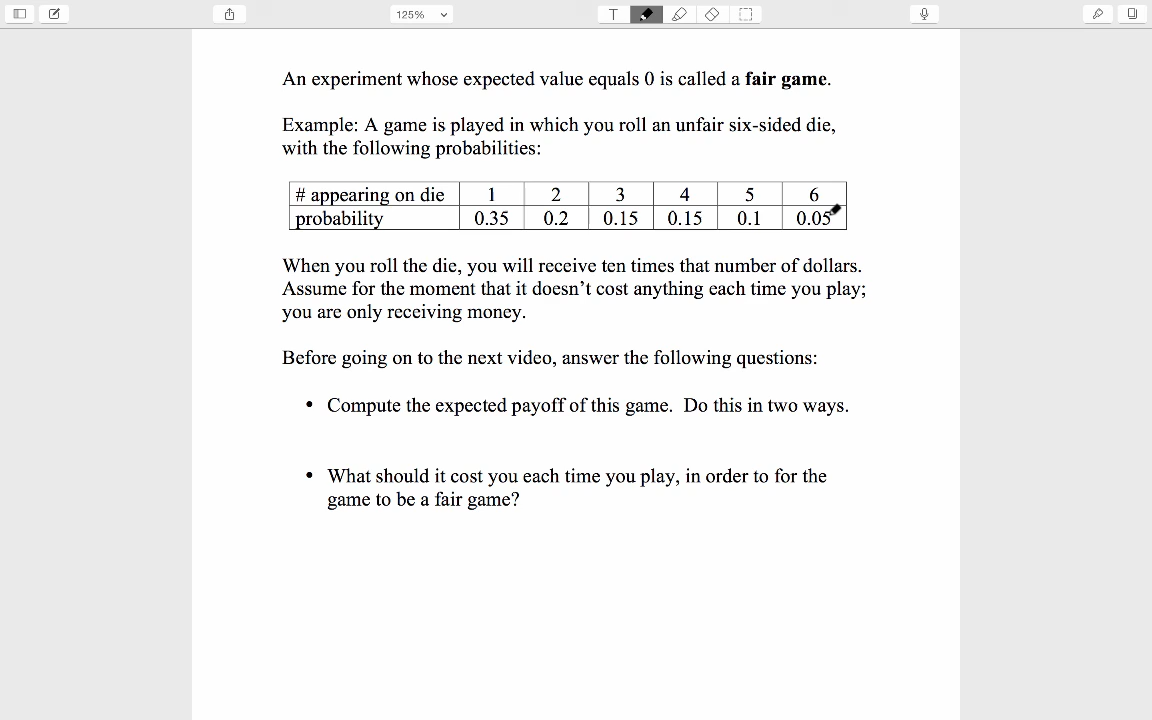 125%
T
An experiment whose expected value equals 0 is called a fair game.
Example: A game is played in which you roll an unfair six-sided die,
with the following probabilities:
# appearing on die 1 2 3 4 5 6
probability 0.35 0.2 0.15 0.15 0.1 0.05
When you roll the die, you will receive ten times that number of dollars.
Assume for the moment that it doesn't cost anything each time you play;
you are only receiving money.
Before going on to the next video, answer the following questions:
• Compute the expected payoff of this game. Do this in two ways.
• What should it cost you each time you play, in order to for the
game to be a fair game?